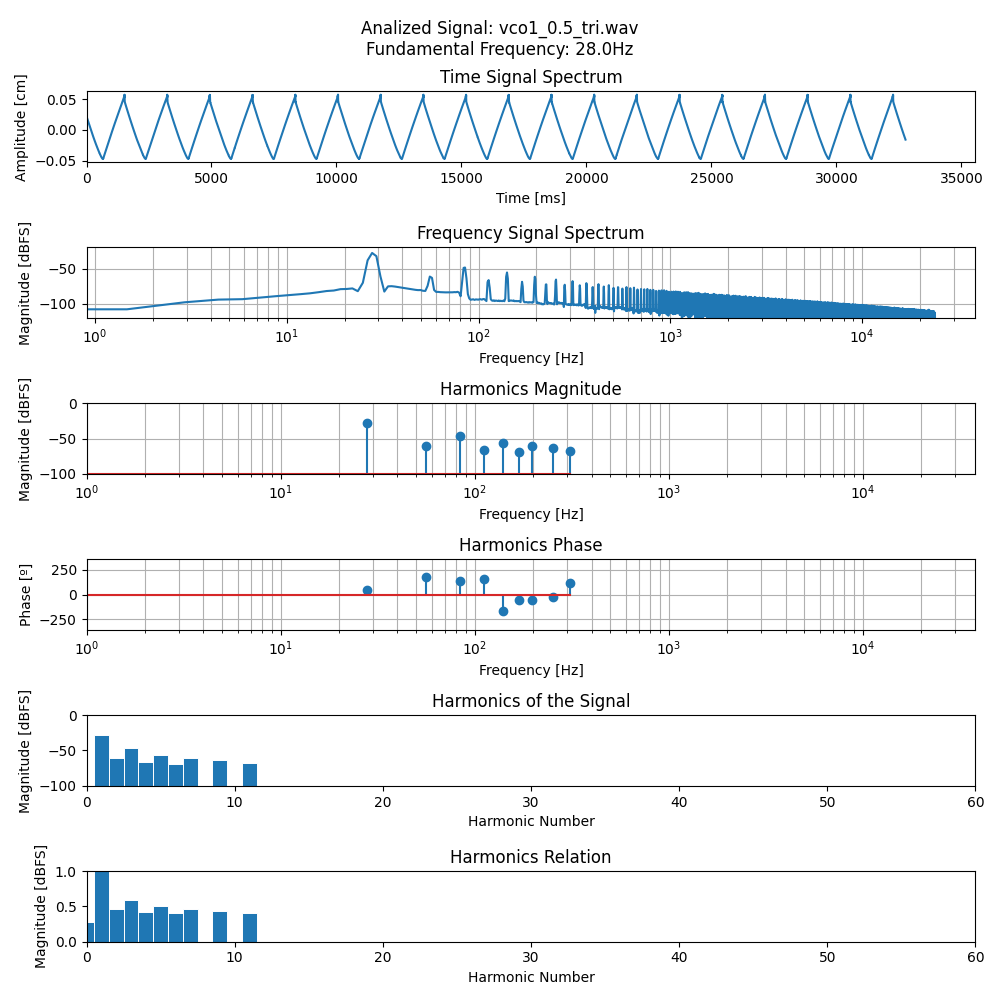 Analized Signal: vco1_0.5_tri.wav
Fundamental Frequency: 28.0Hz
Time Signal Spectrum
Amplitude [cm]
0.05
0.00
−0.05
0 5000 10000 15000 20000 25000 30000 35000
Time [ms]
Frequency Signal Spectrum
Magnitude [dBFS]
−50
−100
10⁰ 10¹ 10² 10³ 10⁴
Frequency [Hz]
Harmonics Magnitude
Magnitude [dBFS]
0
−50
−100
10⁰ 10¹ 10² 10³ 10⁴
Frequency [Hz]
Harmonics Phase
Phase [º]
250
0
−250
10⁰ 10¹ 10² 10³ 10⁴
Frequency [Hz]
Harmonics of the Signal
Magnitude [dBFS]
0
−50
−100
0 10 20 30 40 50 60
Harmonic Number
Harmonics Relation
Magnitude [dBFS]
1.0
0.5
0.0
0 10 20 30 40 50 60
Harmonic Number